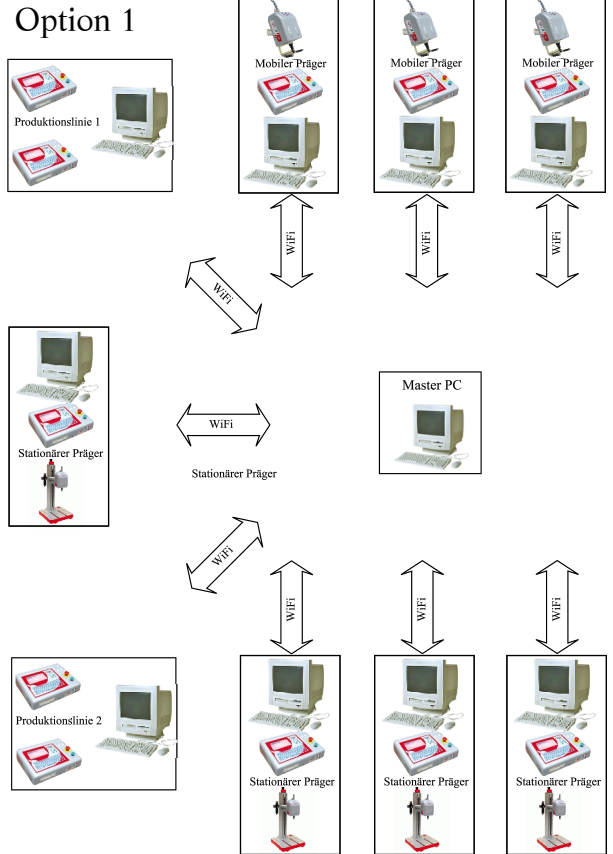 Option 1
Mobiler Präger
Mobiler Präger
Mobiler Präger
Produktionslinie 1
WiFi
WiFi
WiFi
WiFi
Master PC
WiFi
Stationärer Präger
Stationärer Präger
WiFi
WiFi
WiFi
WiFi
Produktionslinie 2
Stationärer Präger
Stationärer Präger
Stationärer Präger